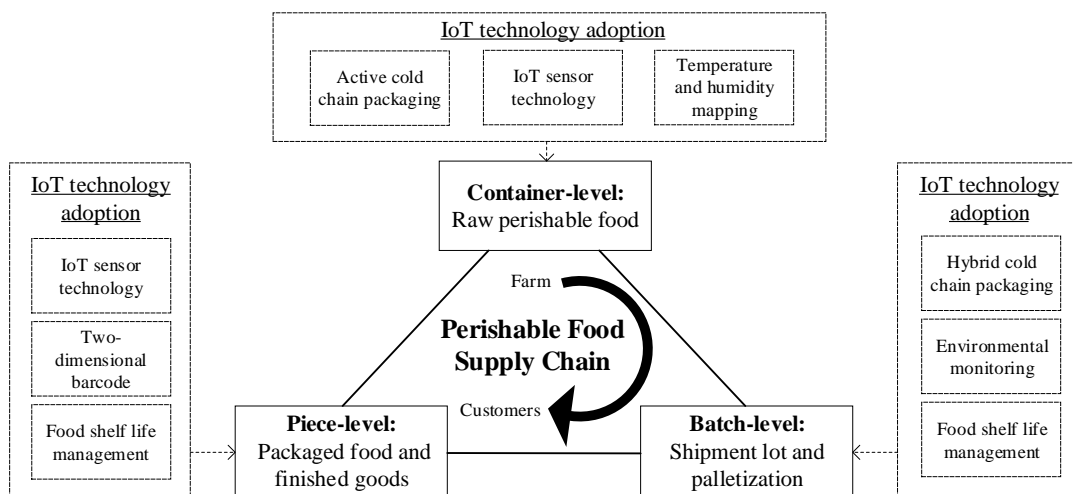 IoT technology adoption
Active cold
chain packaging
IoT sensor
technology
Temperature
and humidity
mapping
Container-level:
Raw perishable food
IoT technology
adoption
IoT sensor
technology
Two-
dimensional
barcode
Food shelf life
management
Farm
Perishable Food
Supply Chain
Customers
Piece-level:
Packaged food and
finished goods
Batch-level:
Shipment lot and
palletization
IoT technology
adoption
Hybrid cold
chain packaging
Environmental
monitoring
Food shelf life
management